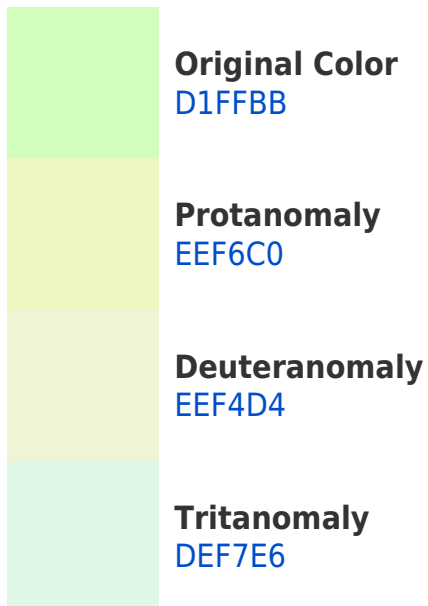 Original Color
D1FFBB
Protanomaly
EEF6C0
Deuteranomaly
EEF4D4
Tritanomaly
DEF7E6